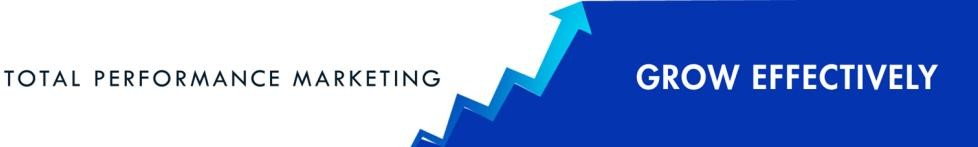 TOTAL PERFORMANCE MARKETING
GROW EFFECTIVELY